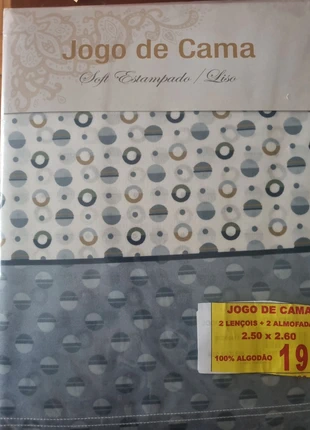 Jogo de Cama
Soft Estampado / Liso
JOGO DE CAMA
2 LENÇOIS + 2 ALMOFADA
2.50 x 2.60
100% ALGODÃO 19